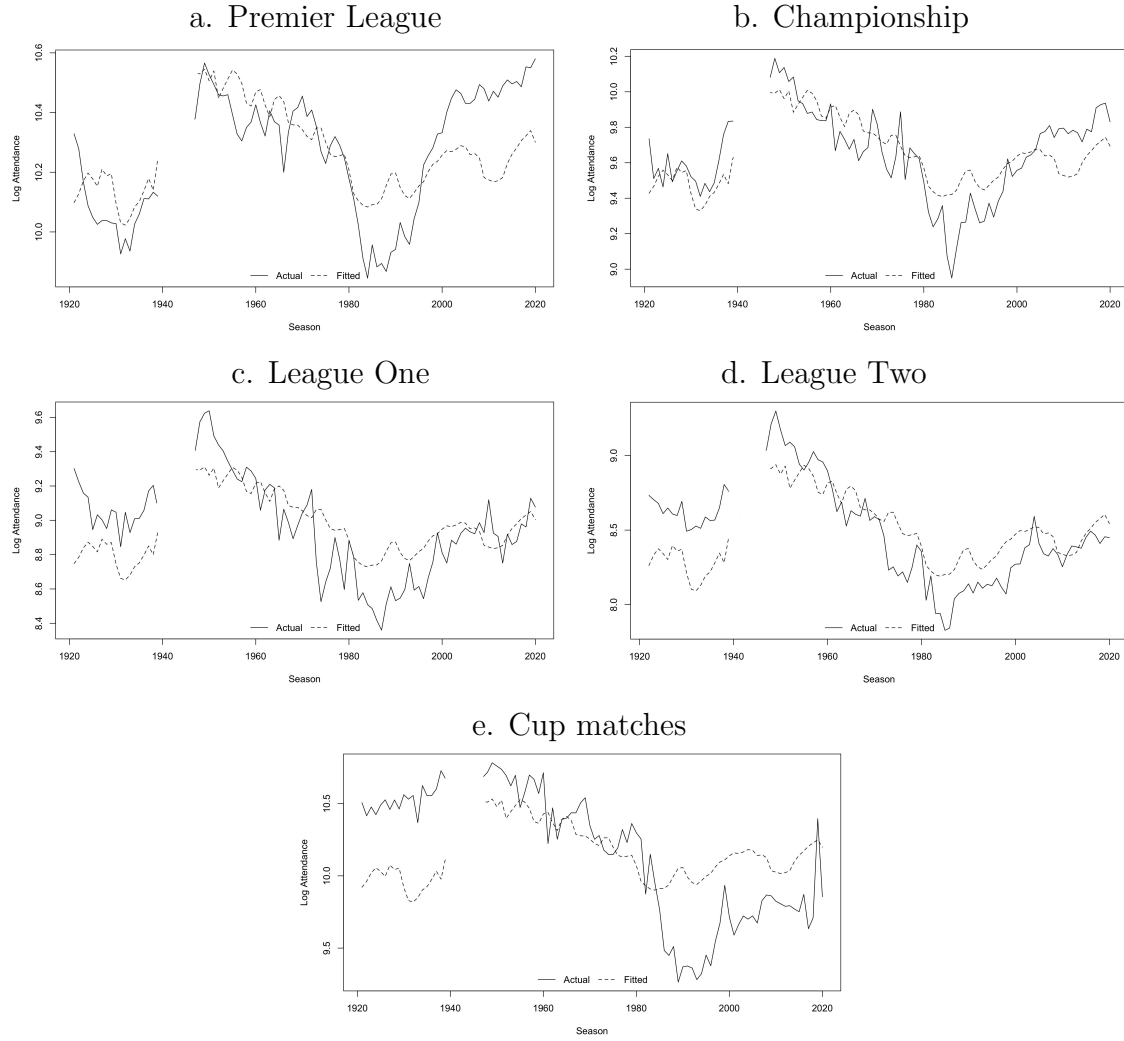 a. Premier League
b. Championship
Log Attendance
10.6
10.4
10.2
10.0
Actual
Fitted
1920
1940
1960
1980
2000
2020
Season
Log Attendance
10.2
10.0
9.8
9.6
9.4
9.2
9.0
Actual
Fitted
1920
1940
1960
1980
2000
2020
Season
c. League One
d. League Two
Log Attendance
9.6
9.4
9.2
9.0
8.8
8.6
8.4
Actual
Fitted
1920
1940
1960
1980
2000
2020
Season
Log Attendance
9.0
8.5
8.0
Actual
Fitted
1920
1940
1960
1980
2000
2020
Season
e. Cup matches
Log Attendance
10.5
10.0
9.5
Actual
Fitted
1920
1940
1960
1980
2000
2020
Season